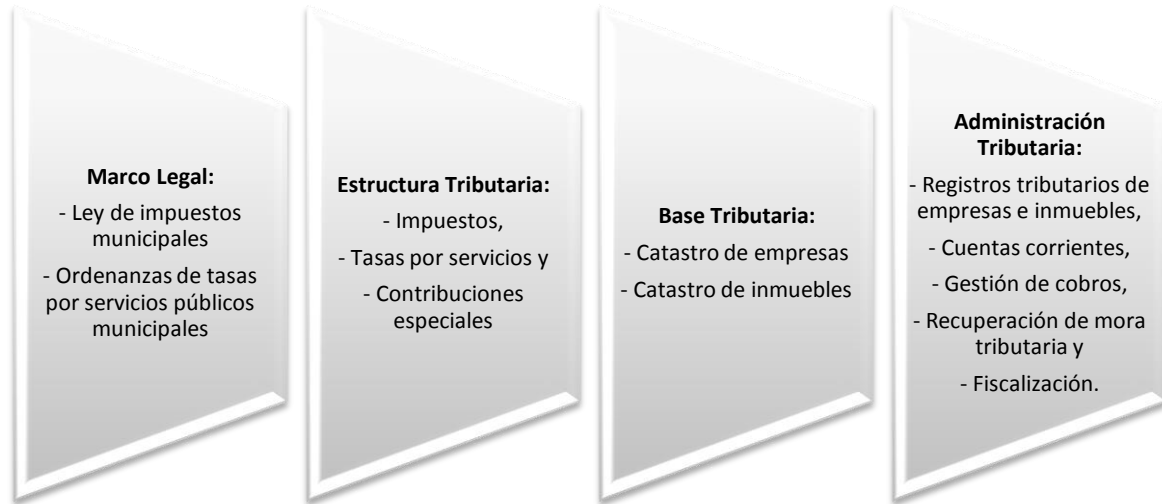 Marco Legal:
- Ley de impuestos
municipales
- Ordenanzas de tasas
por servicios públicos
municipales
Estructura Tributaria:
- Impuestos,
- Tasas por servicios y
- Contribuciones
especiales
Base Tributaria:
- Catastro de empresas
- Catastro de inmuebles
Administración
Tributaria:
- Registros tributarios de
empresas e inmuebles,
- Cuentas corrientes,
- Gestión de cobros,
- Recuperación de mora
tributaria y
- Fiscalización.